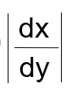 | dx |
| dy |